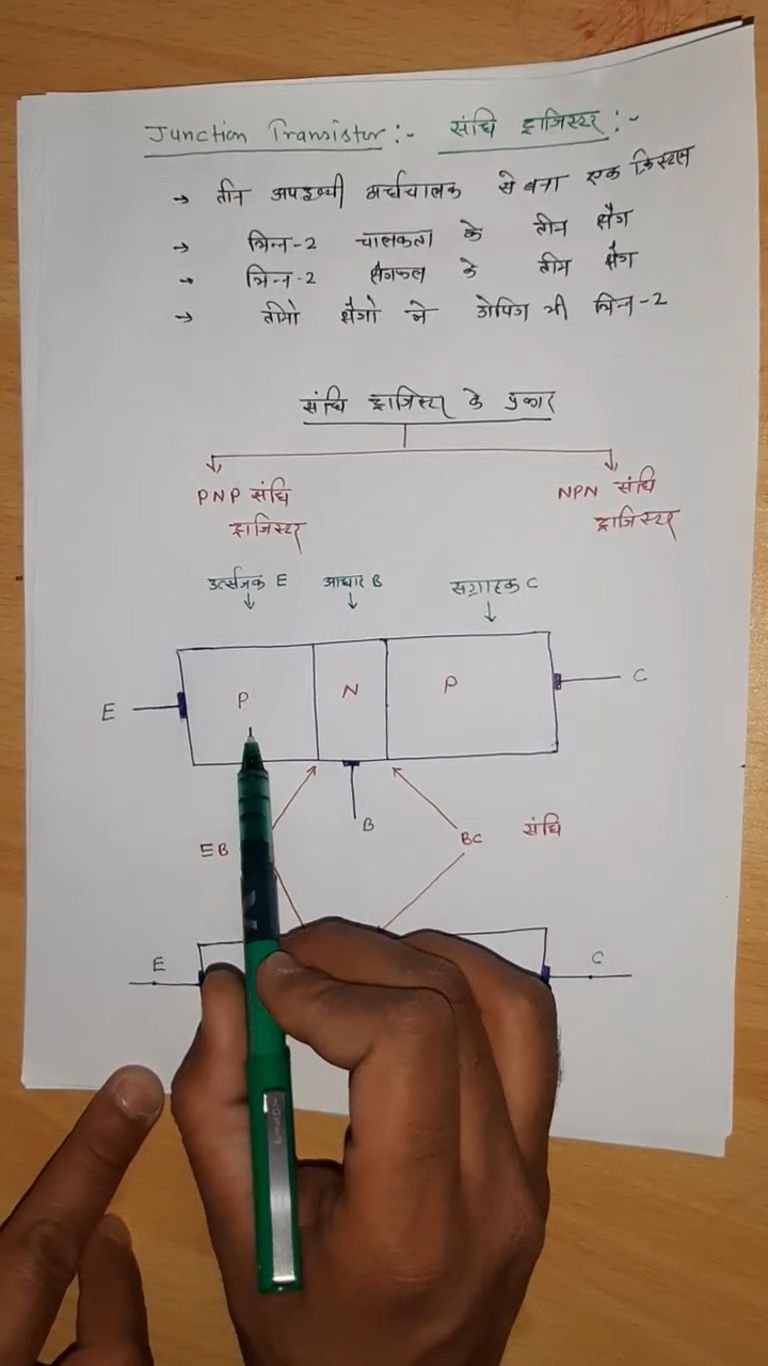 Junction Transistor :- संधि ट्रांजिस्टर :-
→ तीन अपद्रव्यी अर्धचालक से बना एक क्रिस्टल
→ भिन्न-2 चालकता के तीन क्षेत्र
→ भिन्न-2 क्षेत्रफल के तीन क्षेत्र
→ तीनो क्षेत्रो में डोपिंग भी भिन्न-2
संधि ट्रांजिस्टर के प्रकार
PNP संधि ट्रांजिस्टर
NPN संधि ट्रांजिस्टर
उत्सर्जक E आधार B संग्राहक C
E P N P C
B
EB BC संधि
E C